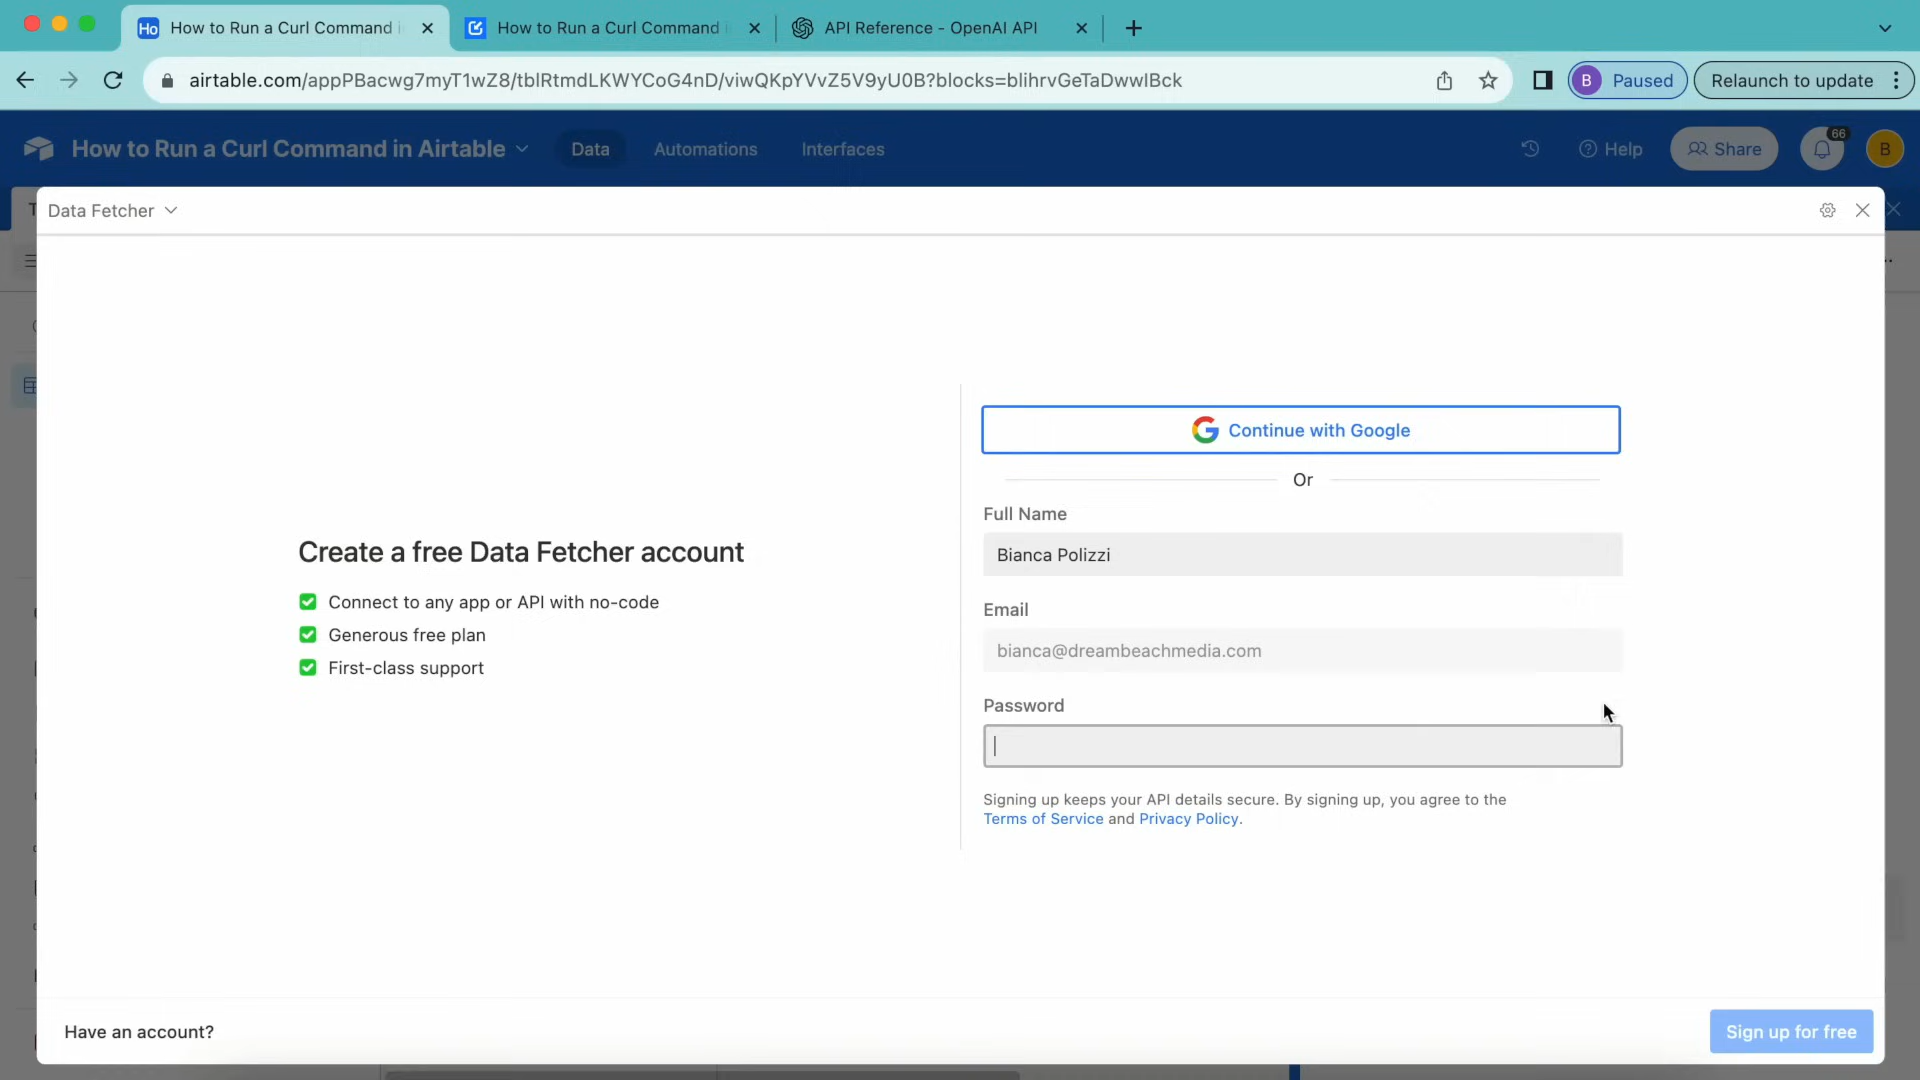 Ho How to Run a Curl Command i
How to Run a Curl Command i
API Reference - OpenAI API
airtable.com/appPBacwg7myT1wZ8/tblRtmdLKWYCoG4nD/viwQKpYVvZ5V9yU0B?blocks=blihrvGeTaDwwIBck
B Paused
Relaunch to update
How to Run a Curl Command in Airtable
Data
Automations
Interfaces
Help
Share
66
B
T
Data Fetcher
Continue with Google
Or
Full Name
Bianca Polizzi
Email
bianca@dreambeachmedia.com
Password
Create a free Data Fetcher account
Connect to any app or API with no-code
Generous free plan
First-class support
Signing up keeps your API details secure. By signing up, you agree to the
Terms of Service and Privacy Policy.
Have an account?
Sign up for free